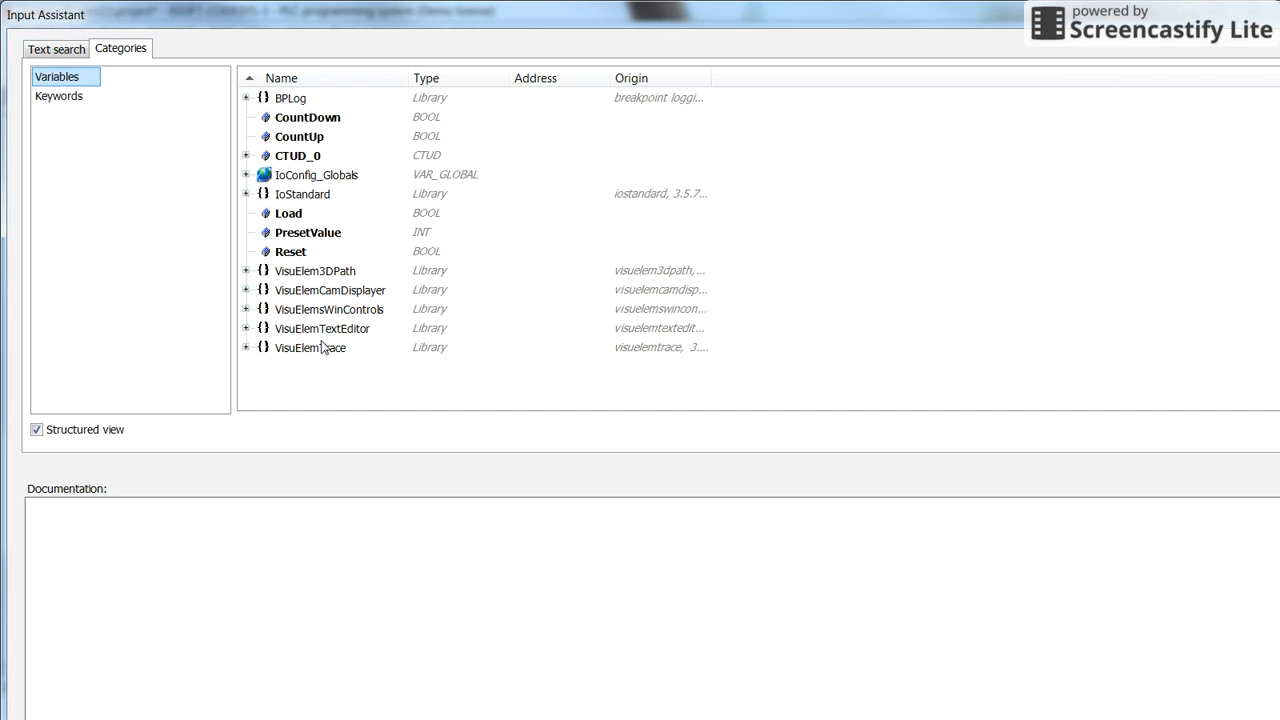 Input Assistant
powered by
Screencastify Lite
Text search Categories
Variables
Keywords
Name Type Address Origin
BPLog Library breakpoint loggi...
CountDown BOOL
CountUp BOOL
CTUD_0 CTUD
IoConfig_Globals VAR_GLOBAL
IoStandard Library iostandard, 3.5.7...
Load BOOL
PresetValue INT
Reset BOOL
VisuElem3DPath Library visuelem3dpath,...
VisuElemCamDisplayer Library visuelemcamdisp...
VisuElemsWinControls Library visuelemswincon...
VisuElemTextEditor Library visuelemtextedit...
VisuElemTrace Library visuelemtrace, 3....
Structured view
Documentation: